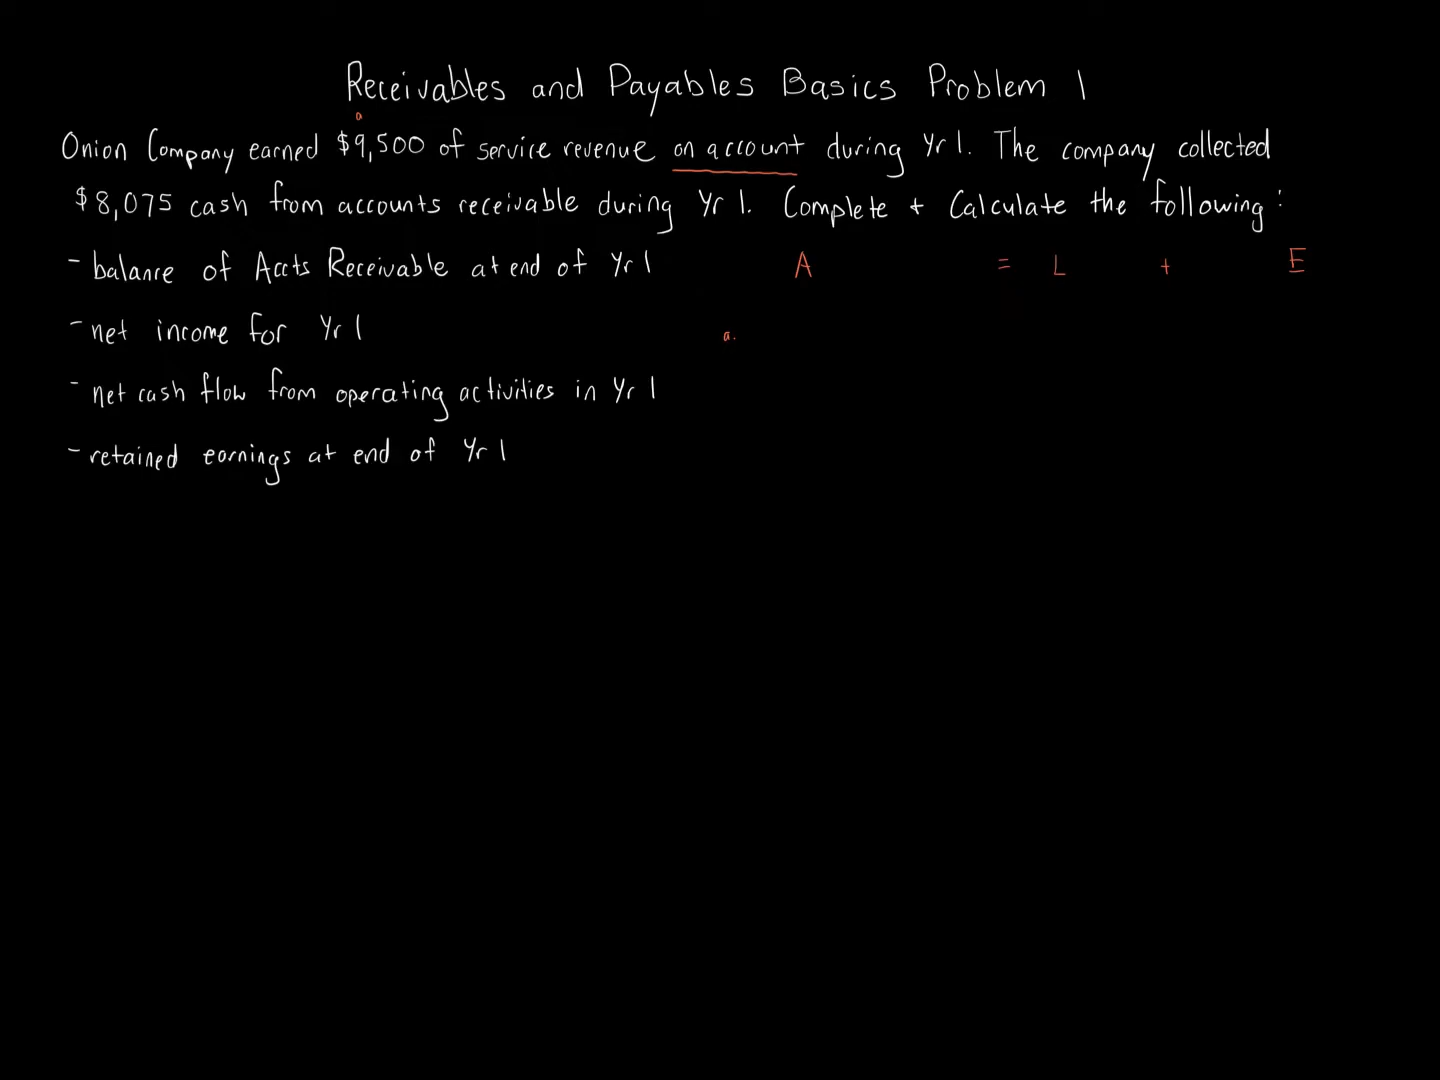 Receivables and Payables Basics Problem 1
a
Onion Company earned $9,500 of service revenue on account during Yr 1. The company collected
$8,075 cash from accounts receivable during Yr 1. Complete + Calculate the following:
- balance of Accts Receivable at end of Yr 1
A = L + E
- net income for Yr 1
a.
- net cash flow from operating activities in Yr 1
- retained earnings at end of Yr 1